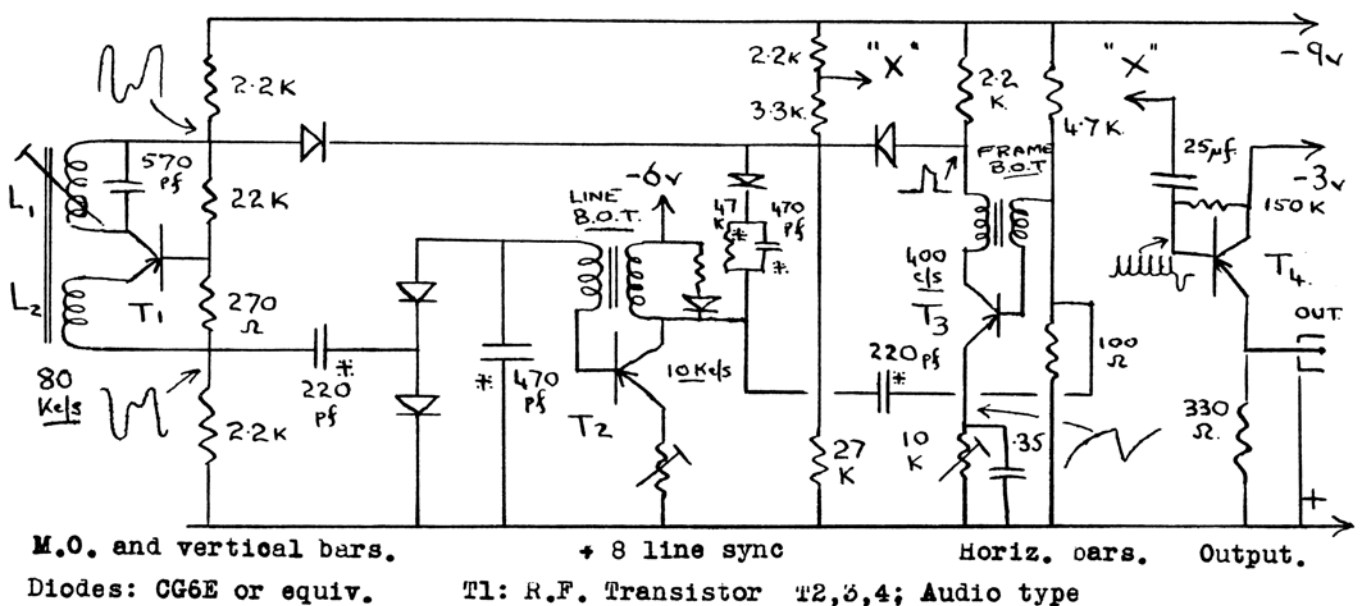 2.2K
2.2K
"X"
2.2
K.
"X"
-9v
3.3K.
4.7K.
25µf.
570
pf
L1
22K
-6v
LINE
B.O.T.
47
K
*
470
pf
*.
FRAME
B.O.T
-3v
150K
L2
T1
270
Ω
400
c/s
T3
T4.
OUT.
80
Kc/s
220
pf
*
*.
470
pf
10Kc/s
T2
220pf
*
100
Ω
2.2K
27
K
10
K
.35
330
Ω.
+
M.O. and vertical bars.
+ 8 line sync
Horiz. bars.
Output.
Diodes: CG6E or equiv.
T1: R.F. Transistor
T2,3,4; Audio type